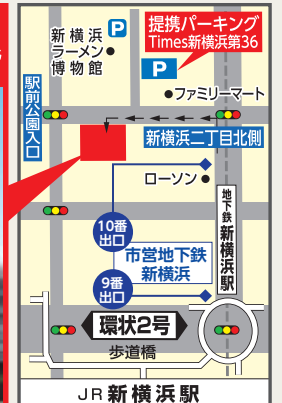 新横浜
ラーメン
博物館
P
提携パーキング
Times新横浜第36
P
駅前公園入口
ファミリーマート
新横浜二丁目北側
ローソン
地下鉄 新横浜駅
10番
出口
市営地下鉄
新横浜
9番
出口
環状2号
歩道橋
JR新横浜駅